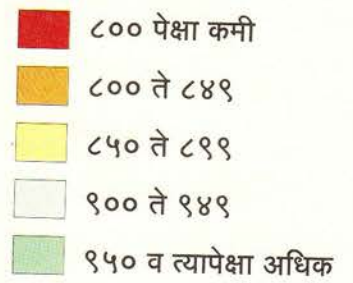 ८०० पेक्षा कमी
८०० ते ८४९
८५० ते ८९९
९०० ते ९४९
९५० व त्यापेक्षा अधिक